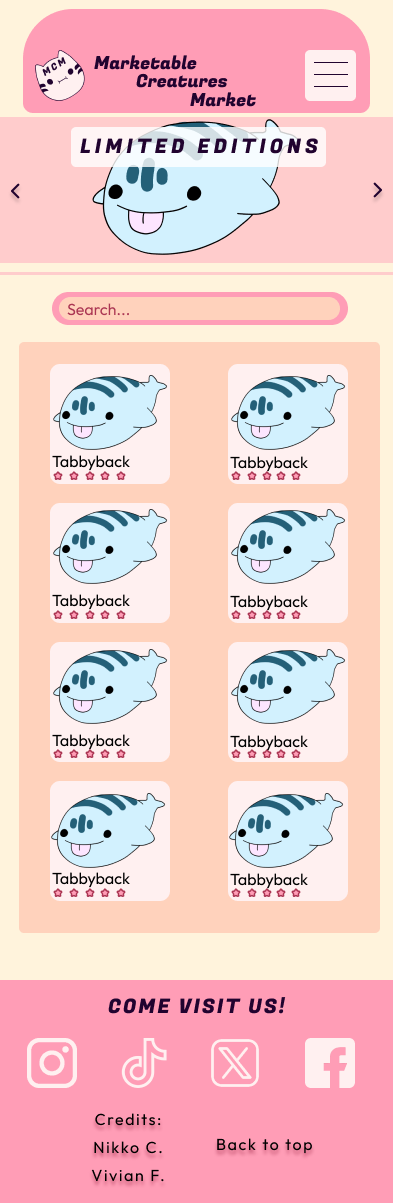 MCM
Marketable
Creatures
Market
LIMITED EDITIONS
Search...
Tabbyback
Tabbyback
Tabbyback
Tabbyback
Tabbyback
Tabbyback
Tabbyback
Tabbyback
COME VISIT US!
Credits:
Nikko C.
Back to top
Vivian F.